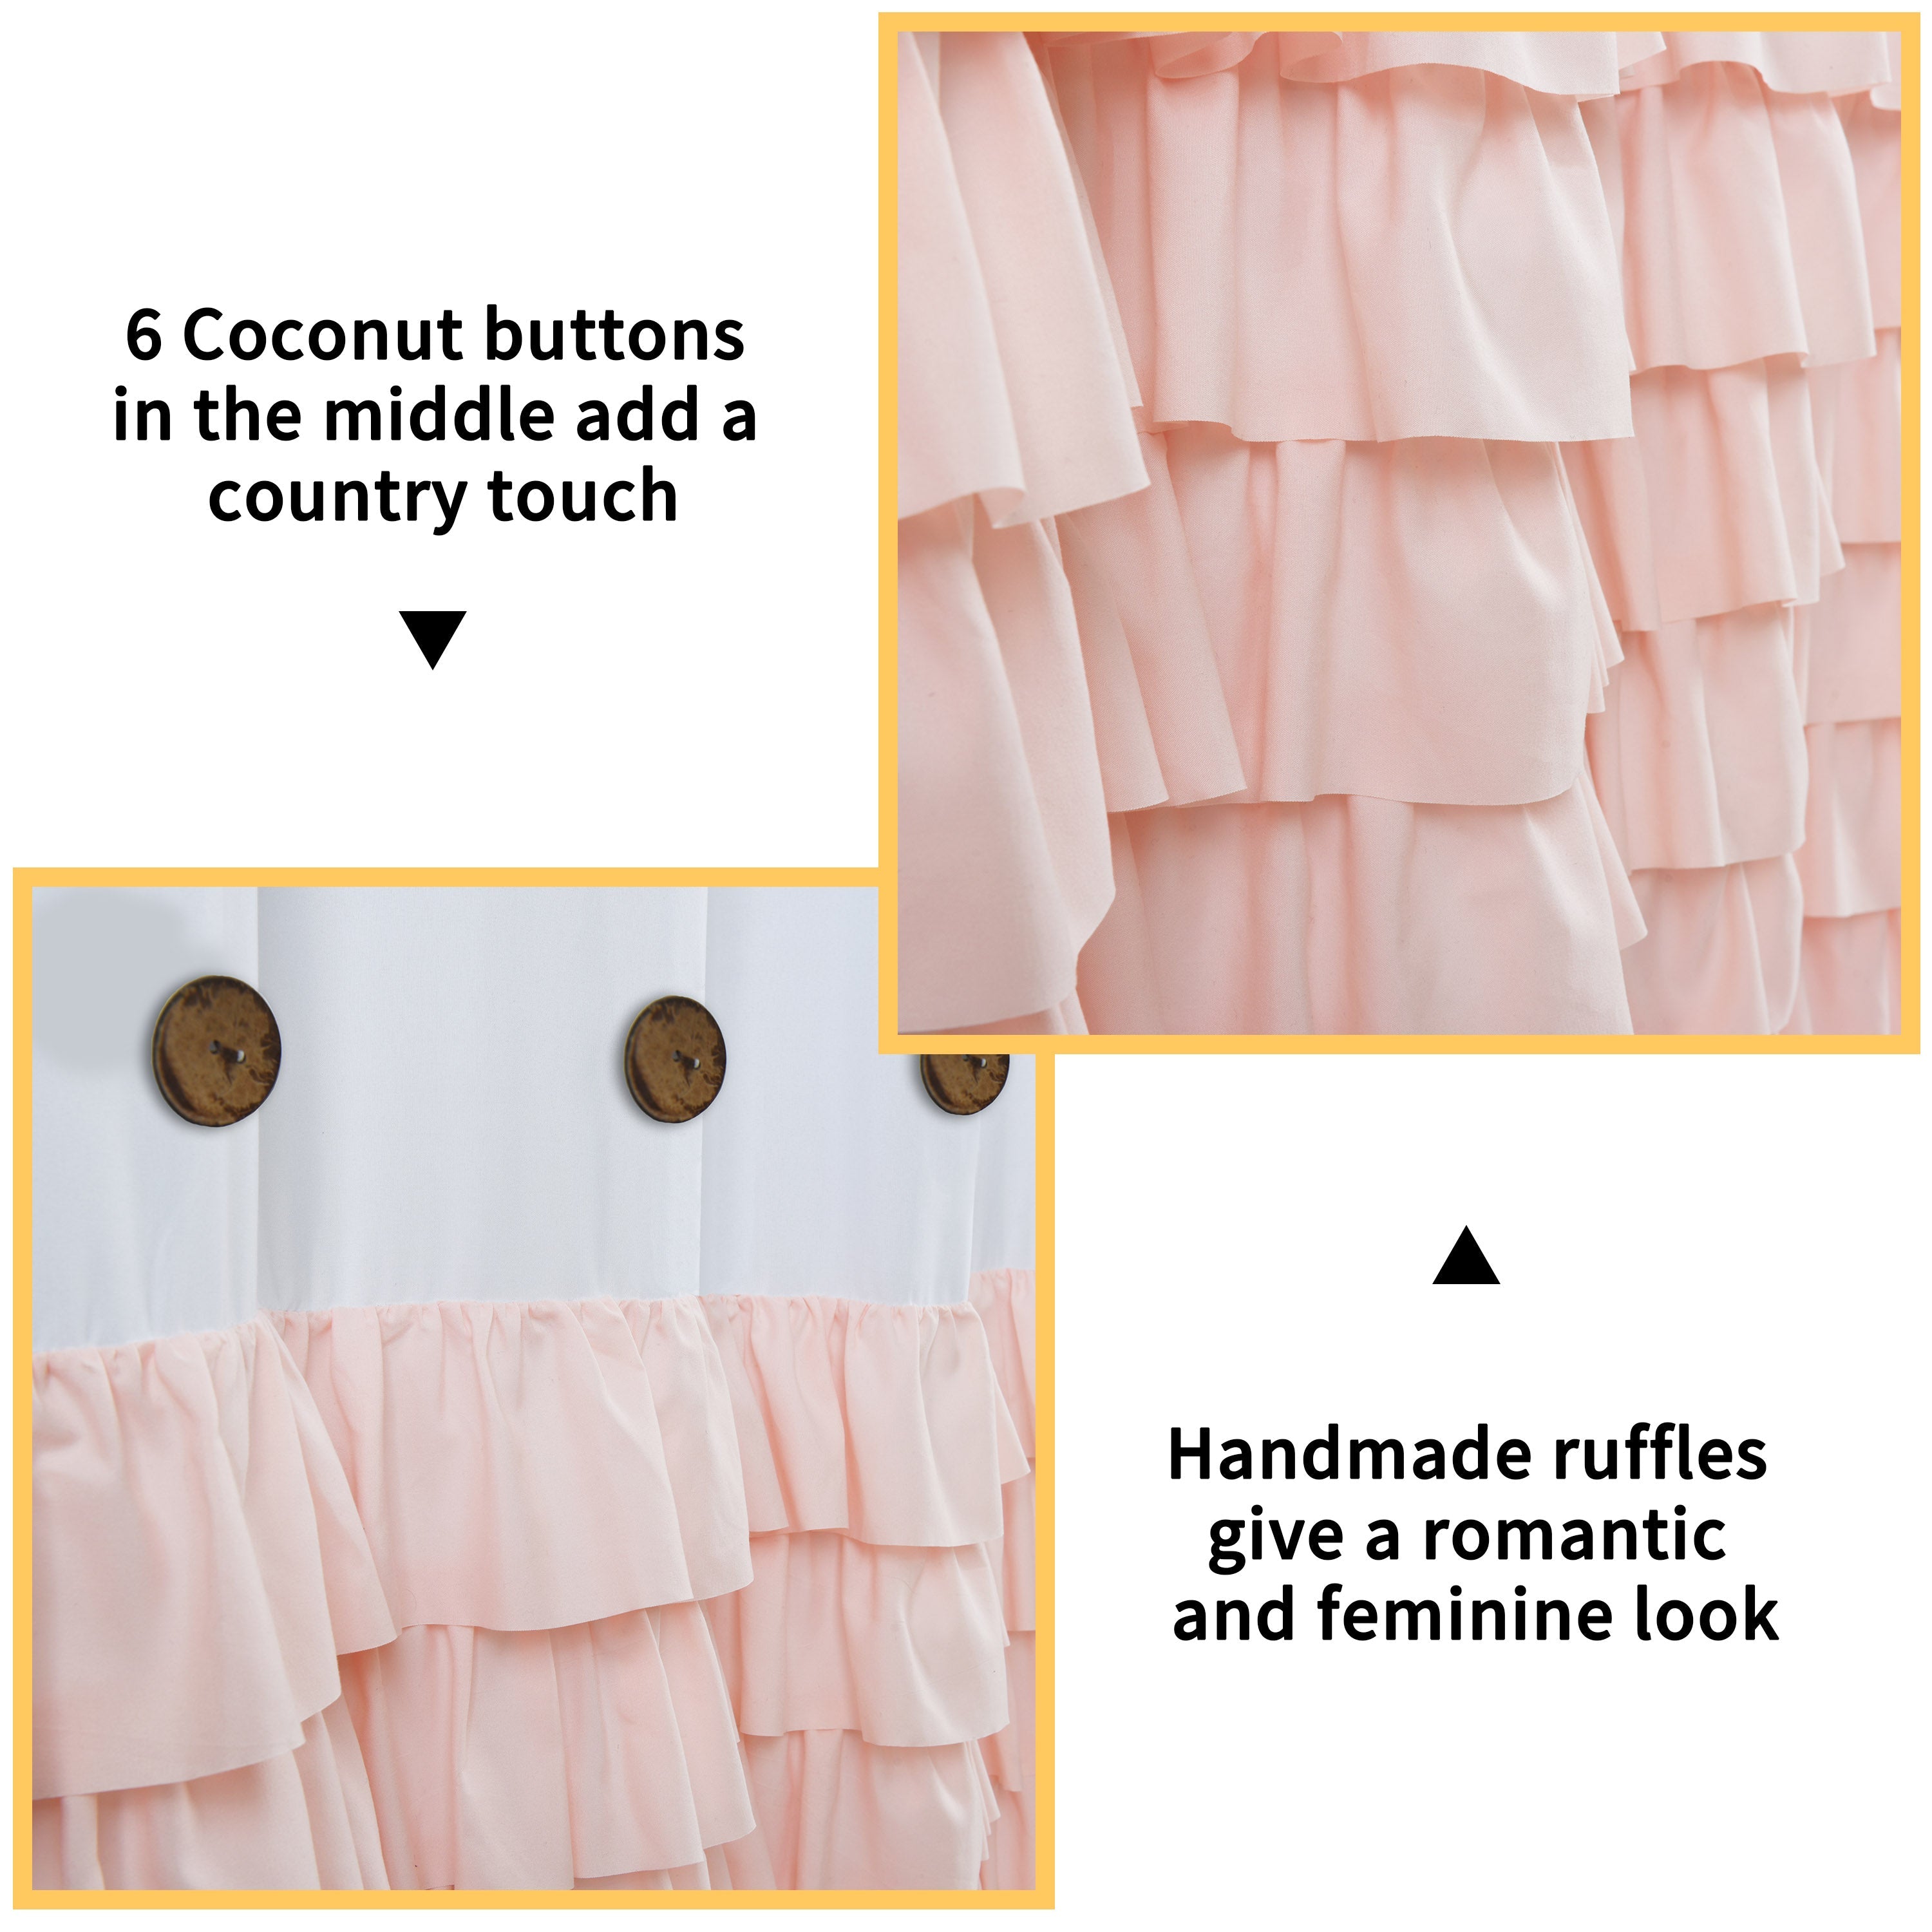 6 Coconut buttons
in the middle add a
country touch
Handmade ruffles
give a romantic
and feminine look